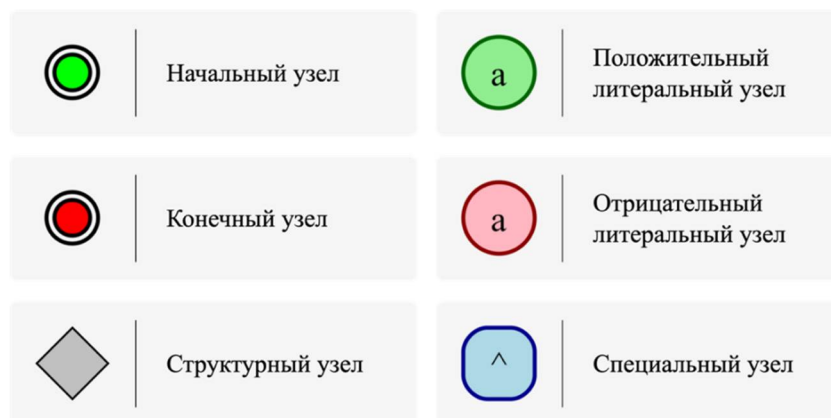 Начальный узел
a
Положительный
литеральный узел
Конечный узел
a
Отрицательный
литеральный узел
Структурный узел
^
Специальный узел